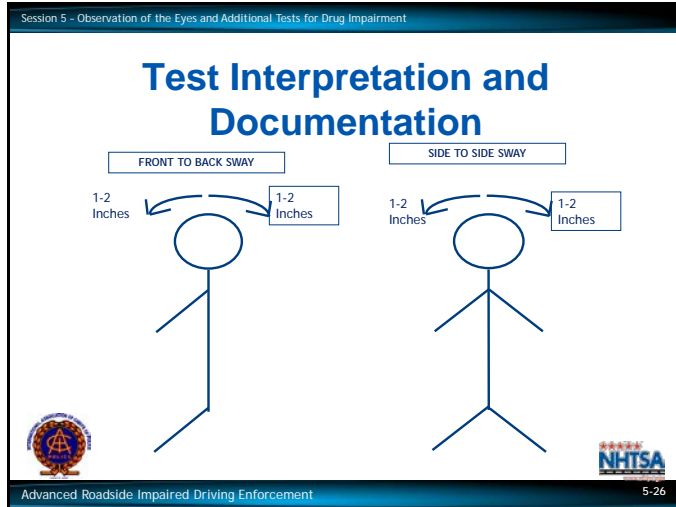 Session 5 - Observation of the Eyes and Additional Tests for Drug Impairment
Test Interpretation and
Documentation
FRONT TO BACK SWAY
SIDE TO SIDE SWAY
1-2
Inches
1-2
Inches
1-2
Inches
1-2
Inches
NHTSA
Advanced Roadside Impaired Driving Enforcement
5-26